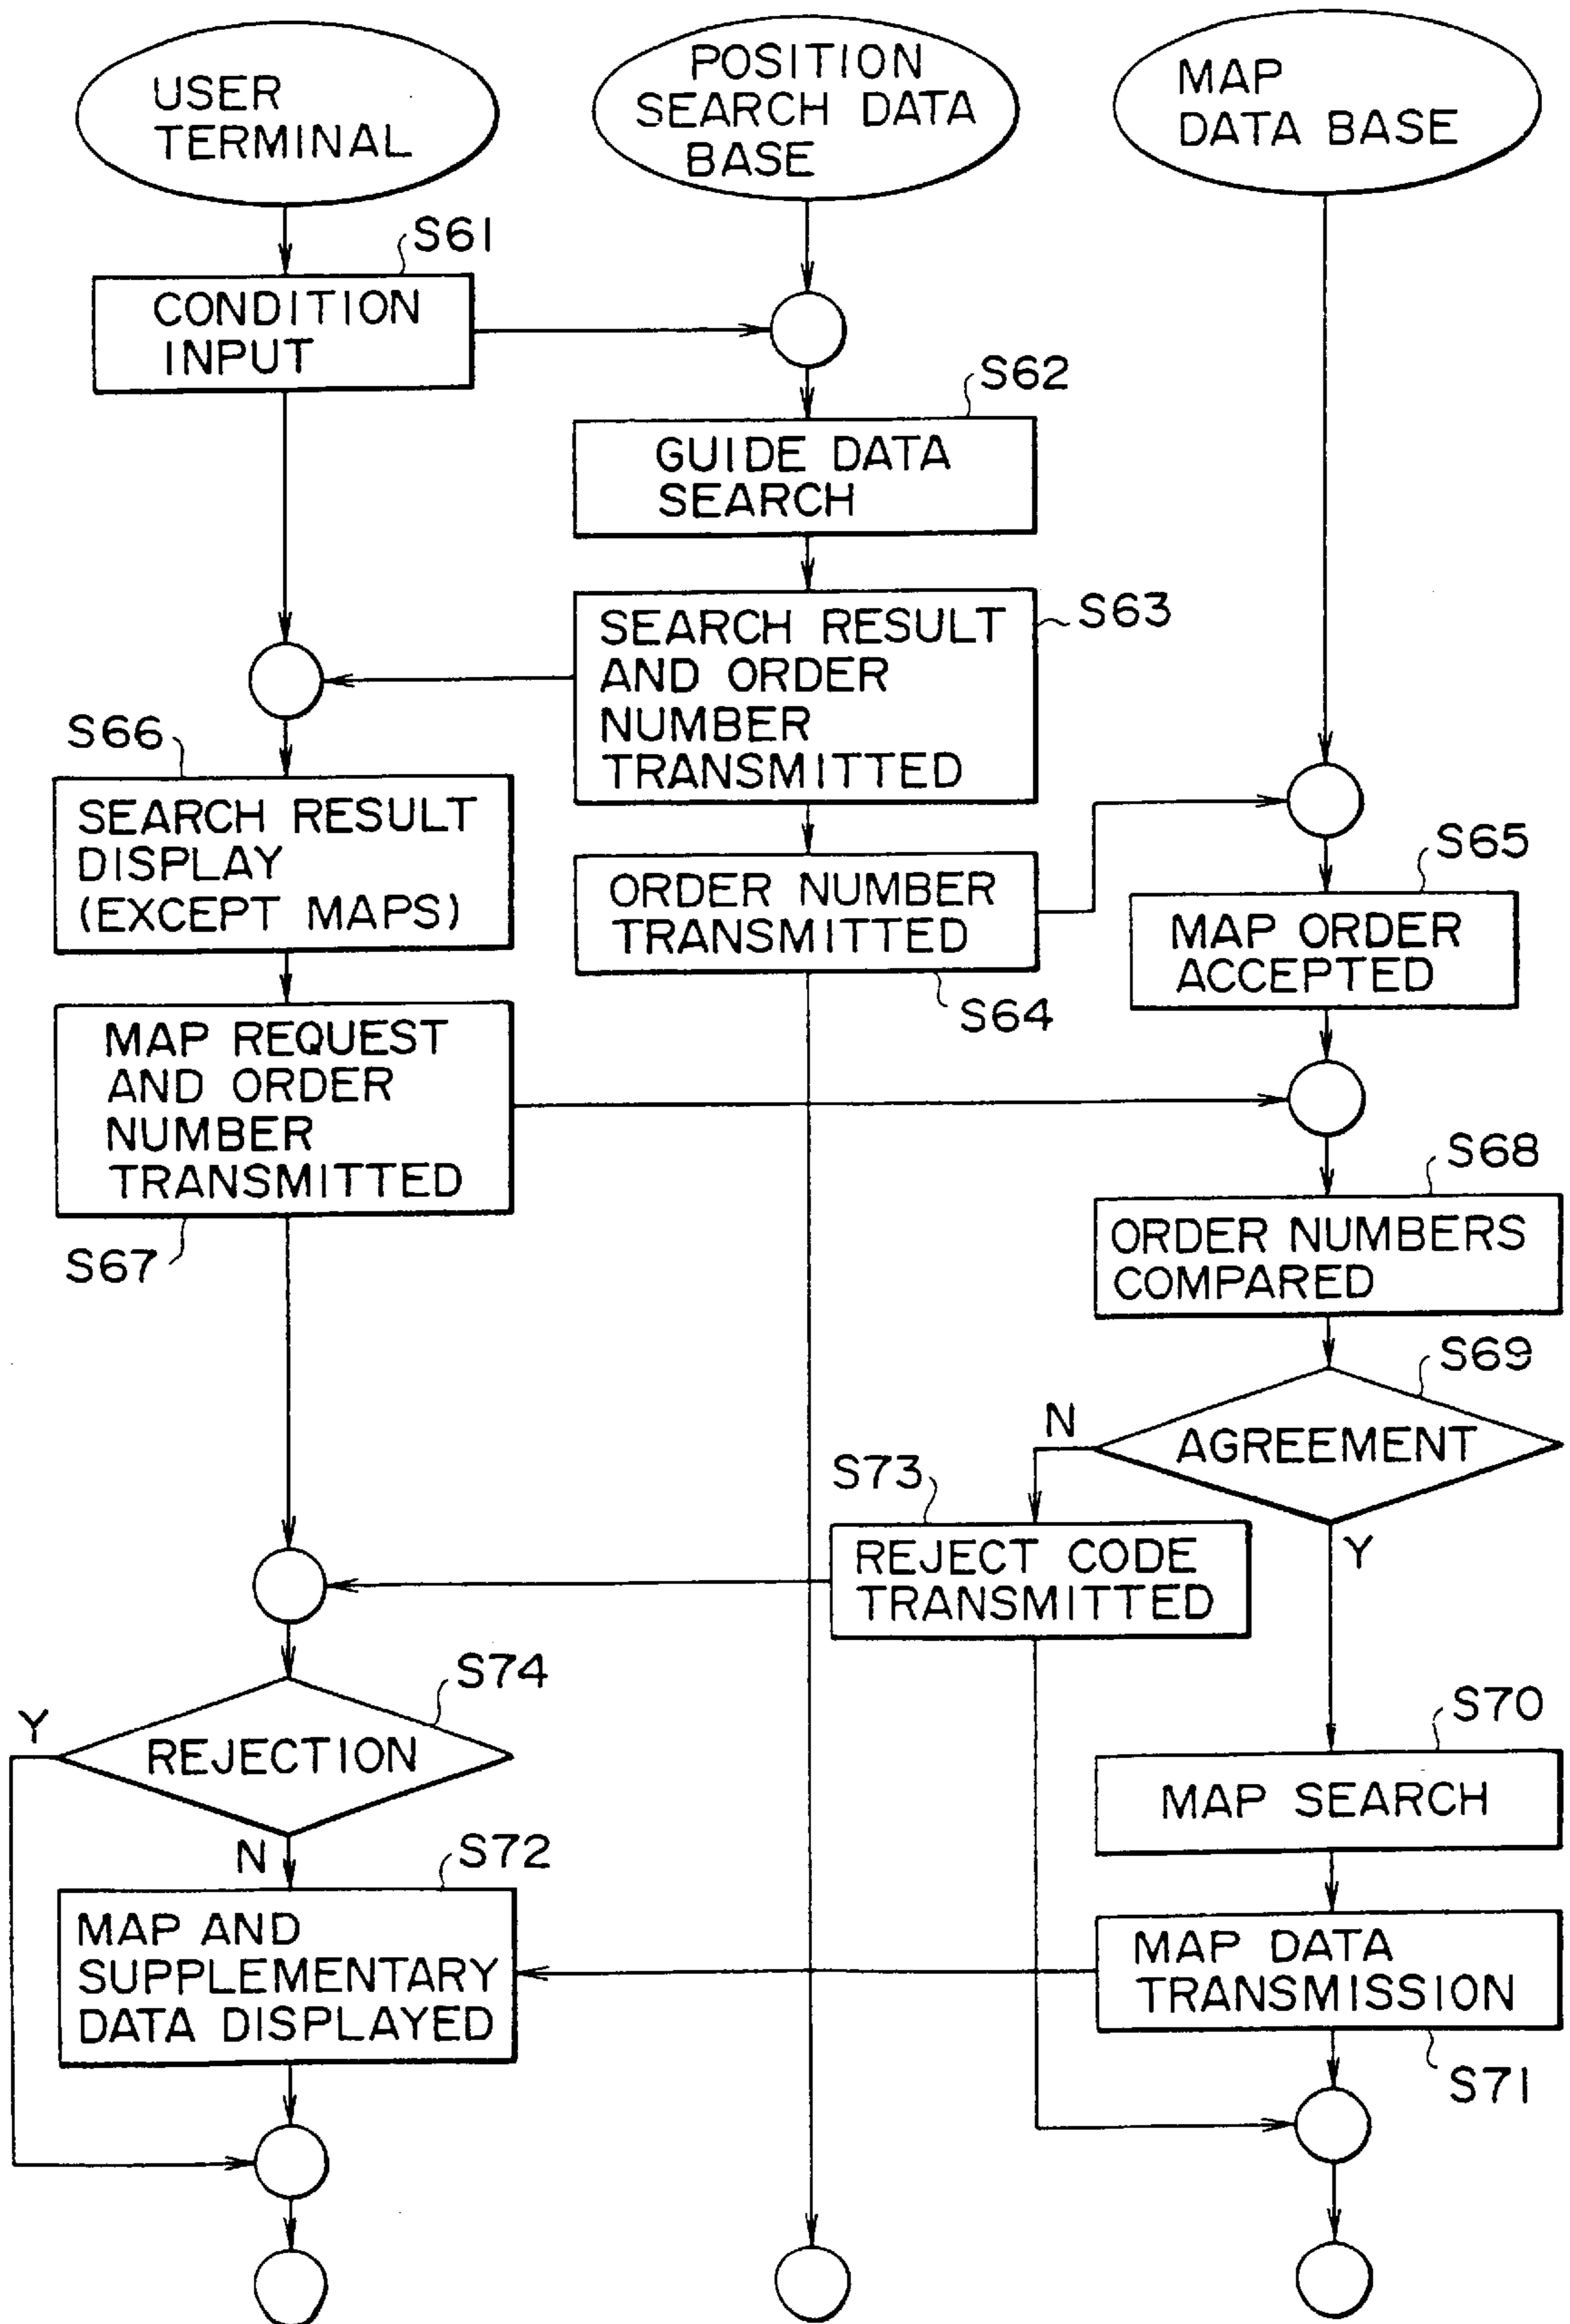 USER
TERMINAL
POSITION
SEARCH DATA
BASE
MAP
DATA BASE
S61
CONDITION
INPUT
S62
GUIDE DATA
SEARCH
S63
SEARCH RESULT
AND ORDER
NUMBER
TRANSMITTED
S66
SEARCH RESULT
DISPLAY
(EXCEPT MAPS)
ORDER NUMBER
TRANSMITTED
S64
S65
MAP ORDER
ACCEPTED
MAP REQUEST
AND ORDER
NUMBER
TRANSMITTED
S67
S68
ORDER NUMBERS
COMPARED
S69
AGREEMENT
N
Y
S73
REJECT CODE
TRANSMITTED
S74
REJECTION
Y
N
S70
MAP SEARCH
S72
MAP AND
SUPPLEMENTARY
DATA DISPLAYED
MAP DATA
TRANSMISSION
S71